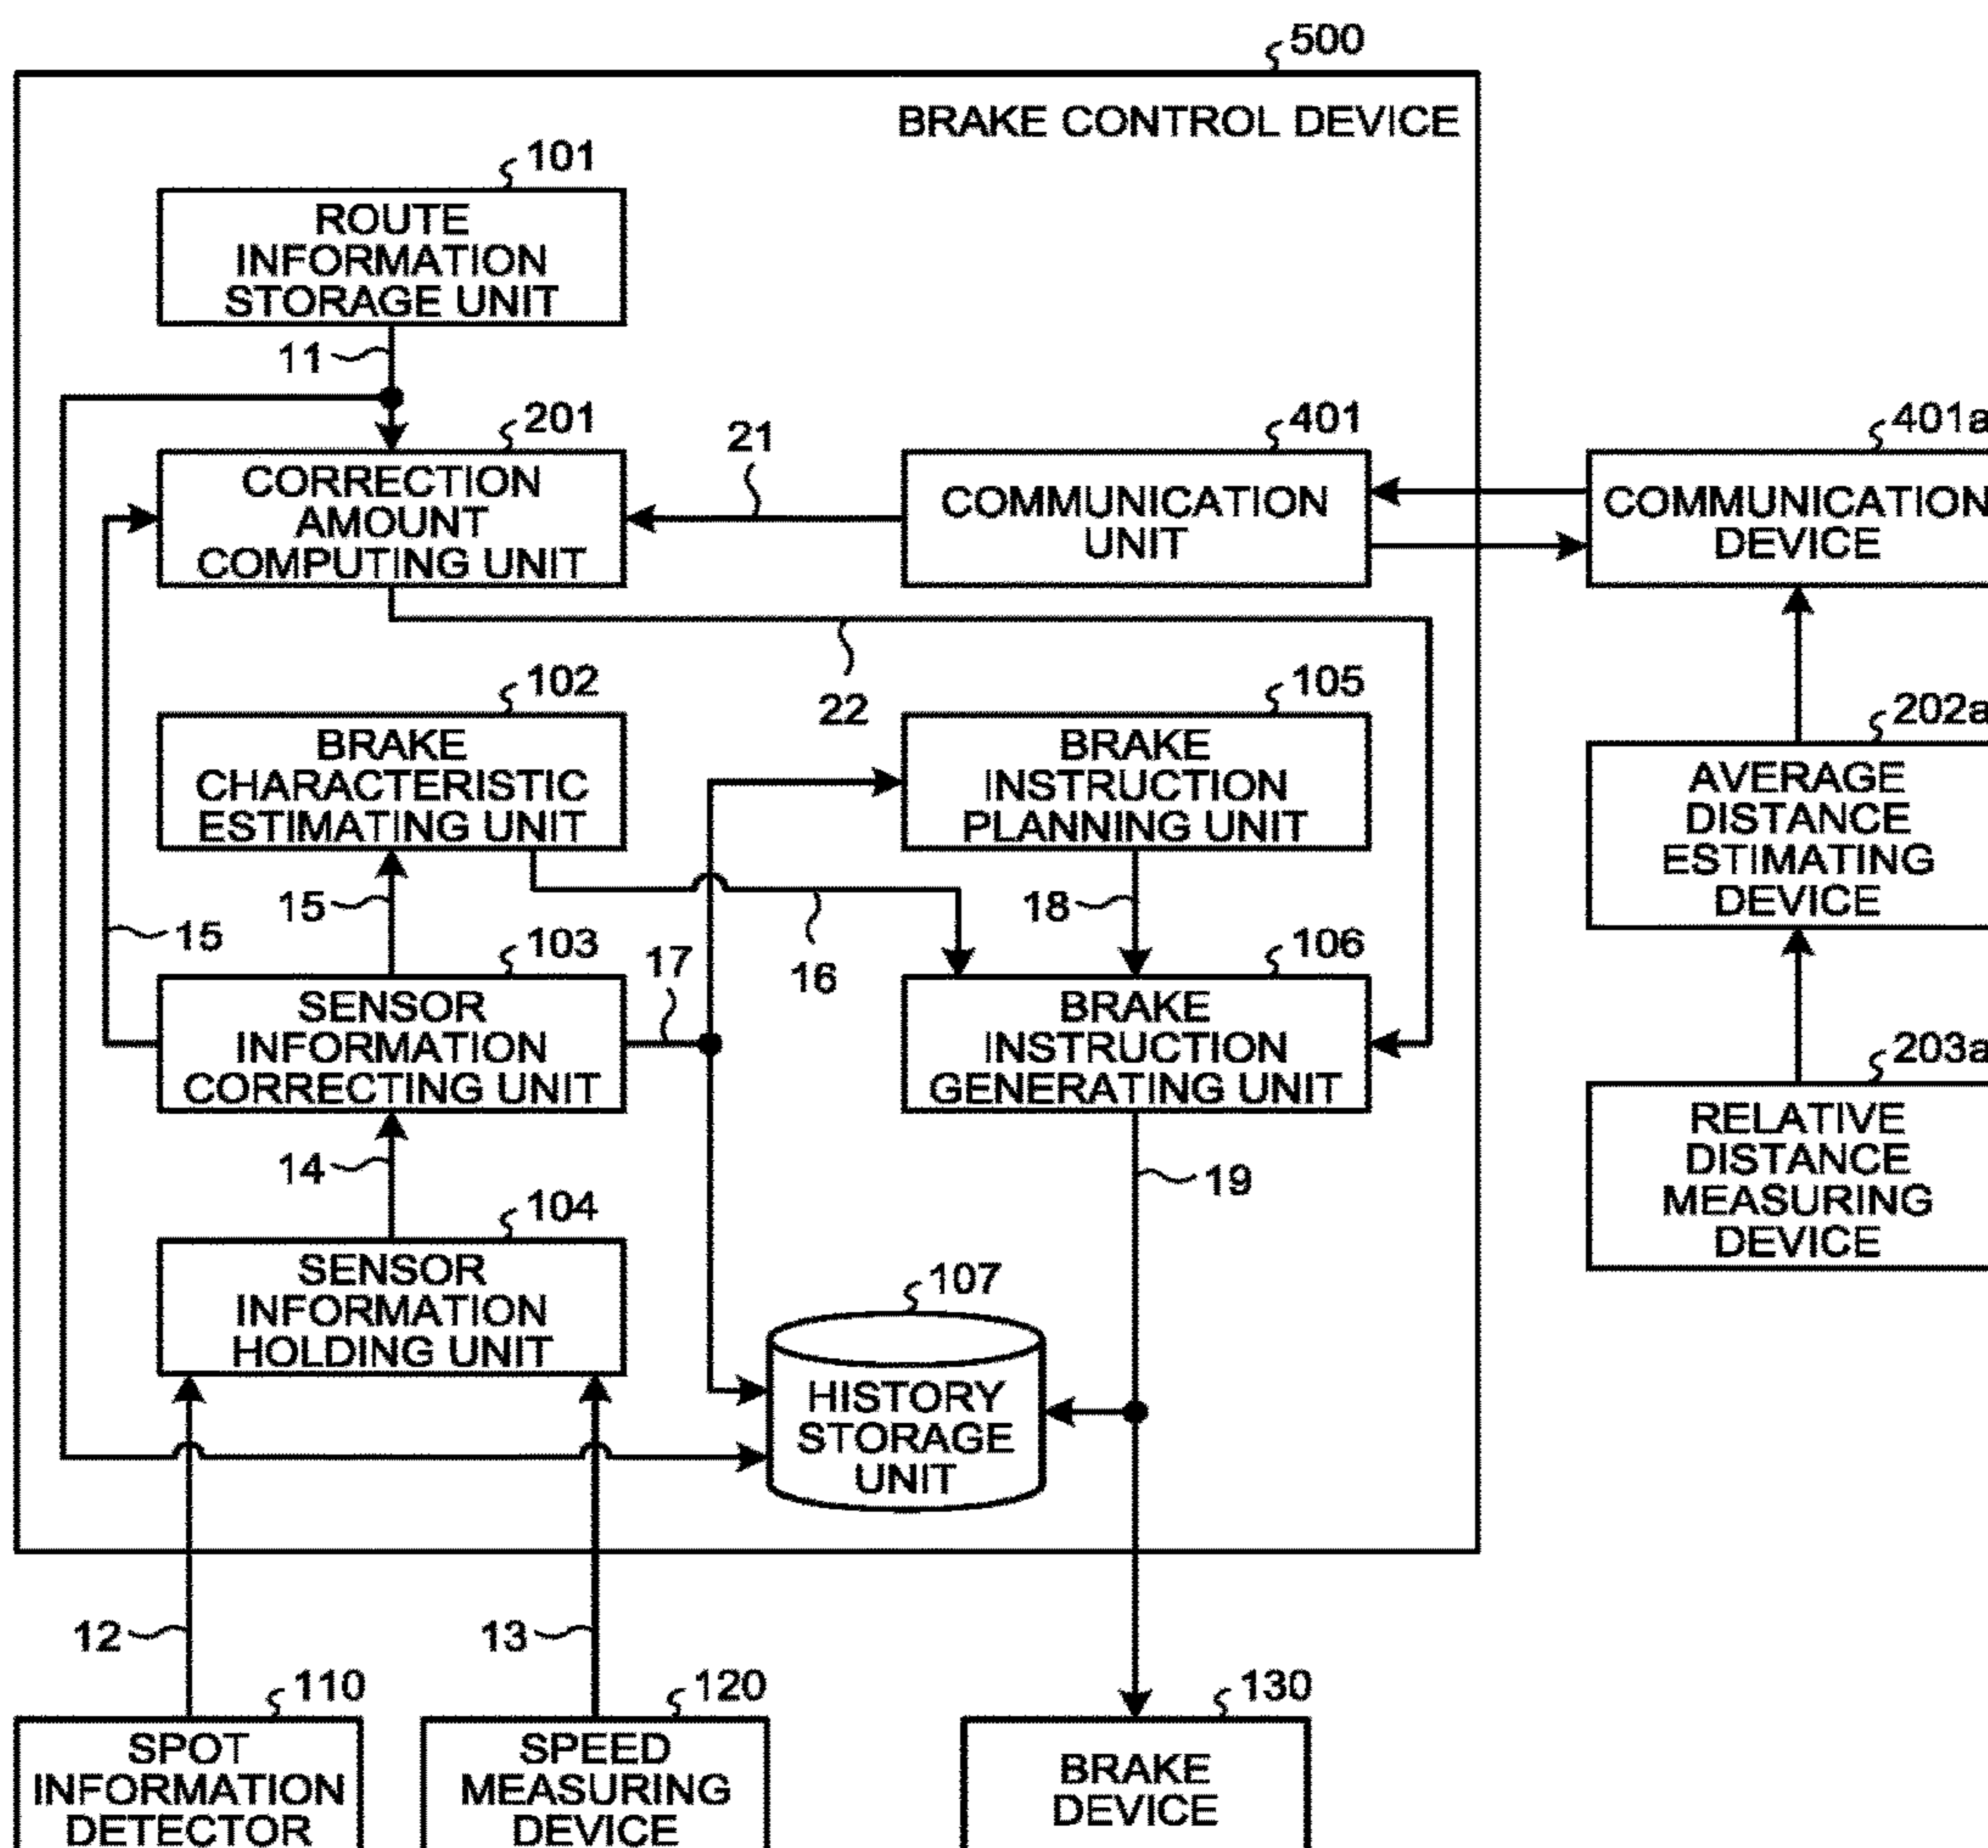 500
BRAKE CONTROL DEVICE
101
ROUTE
INFORMATION
STORAGE UNIT
11
201
CORRECTION
AMOUNT
COMPUTING UNIT
21
401
COMMUNICATION
UNIT
401a
COMMUNICATION
DEVICE
22
102
BRAKE
CHARACTERISTIC
ESTIMATING UNIT
105
BRAKE
INSTRUCTION
PLANNING UNIT
202a
AVERAGE
DISTANCE
ESTIMATING
DEVICE
15
15
16
18
103
SENSOR
INFORMATION
CORRECTING UNIT
17
106
BRAKE
INSTRUCTION
GENERATING UNIT
203a
RELATIVE
DISTANCE
MEASURING
DEVICE
14
19
104
SENSOR
INFORMATION
HOLDING UNIT
107
HISTORY
STORAGE
UNIT
12
13
110
SPOT
INFORMATION
DETECTOR
120
SPEED
MEASURING
DEVICE
130
BRAKE
DEVICE